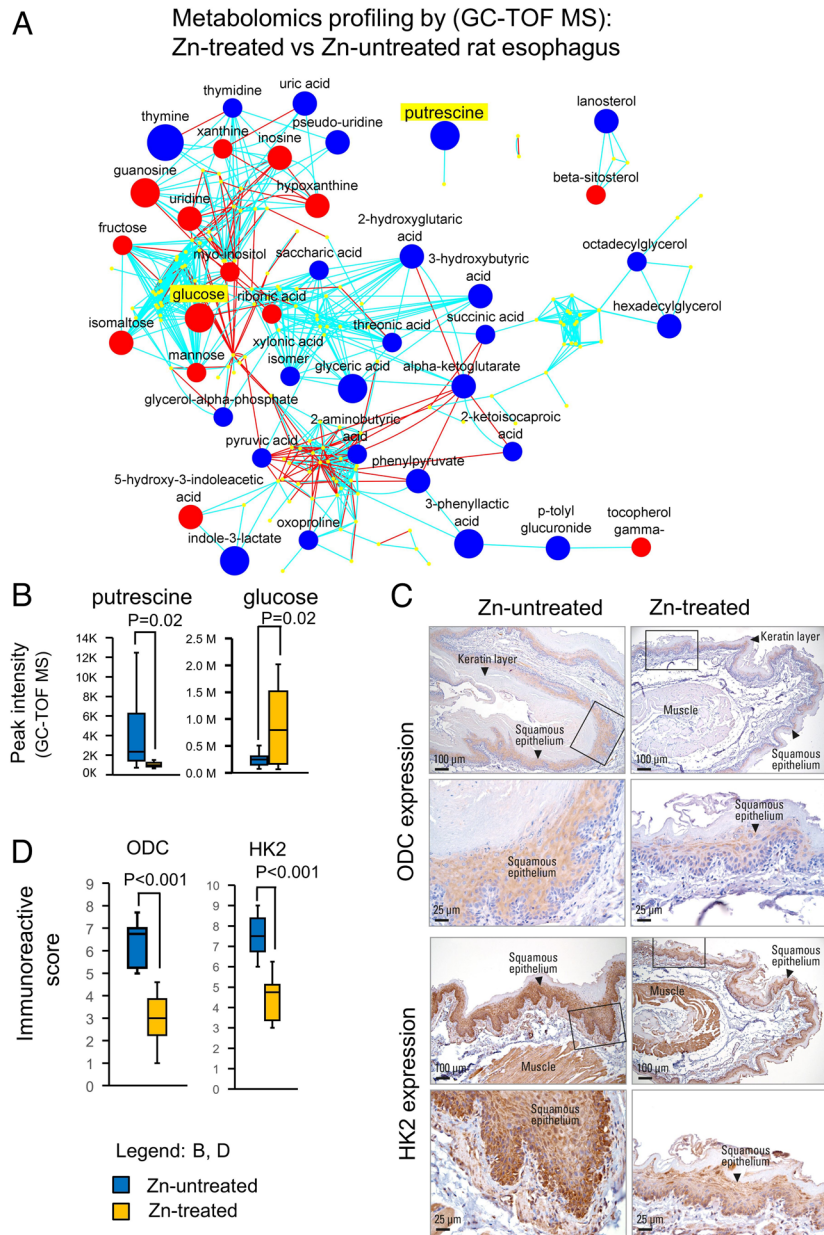 A
Metabolomics profiling by (GC-TOF MS):
Zn-treated vs Zn-untreated rat esophagus
thymidine
uric acid
thymine
xanthine
inosine
pseudo-uridine
putrescine
lanosterol
guanosine
uridine
hypoxanthine
beta-sitosterol
fructose
myo-inositol
saccharic acid
2-hydroxyglutaric
acid
3-hydroxybutyric
acid
octadecylglycerol
glucose
ribonic acid
succinic acid
hexadecylglycerol
isomaltose
xylonic acid
isomer
threonic acid
mannose
glyceric acid
alpha-ketoglutarate
glycerol-alpha-phosphate
2-aminobutyric
acid
2-ketoisocaproic
acid
pyruvic acid
phenylpyruvate
5-hydroxy-3-indoleacetic
acid
3-phenyllactic
acid
p-tolyl
glucuronide
tocopherol
gamma-
indole-3-lactate
oxoproline
B
putrescine
glucose
P=0.02
P=0.02
Peak intensity
(GC-TOF MS)
14K
12K
10K
8K
6K
4K
2K
0K
2.5 M
2.0 M
1.5 M
1.0 M
0.5 M
0.0 M
C
Zn-untreated
Zn-treated
ODC expression
Keratin layer
Squamous
epithelium
100 µm
Keratin layer
Muscle
Squamous
epithelium
100 µm
Squamous
epithelium
25 µm
Squamous
epithelium
25 µm
HK2 expression
Squamous
epithelium
Muscle
100 µm
Squamous
epithelium
Muscle
100 µm
Squamous
epithelium
25 µm
Squamous
epithelium
25 µm
D
ODC
HK2
P<0.001
P<0.001
Immunoreactive
score
9
8
7
6
5
4
3
2
1
0
10
9
8
7
6
5
4
3
2
1
0
Legend: B, D
Zn-untreated
Zn-treated